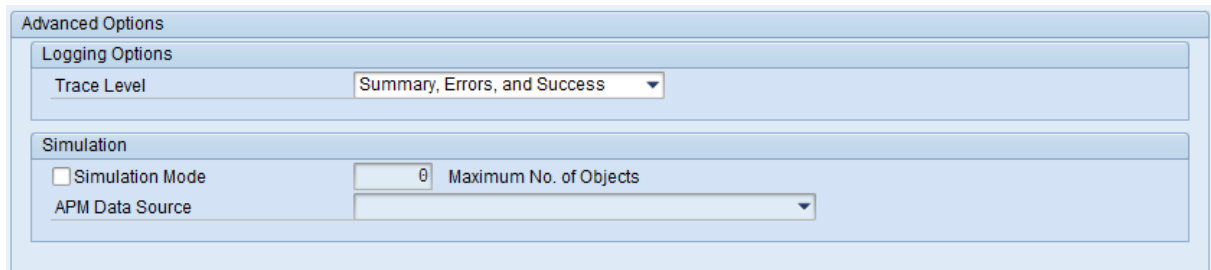 Advanced Options
Logging Options
Trace Level Summary, Errors, and Success
Simulation
Simulation Mode 0 Maximum No. of Objects
APM Data Source